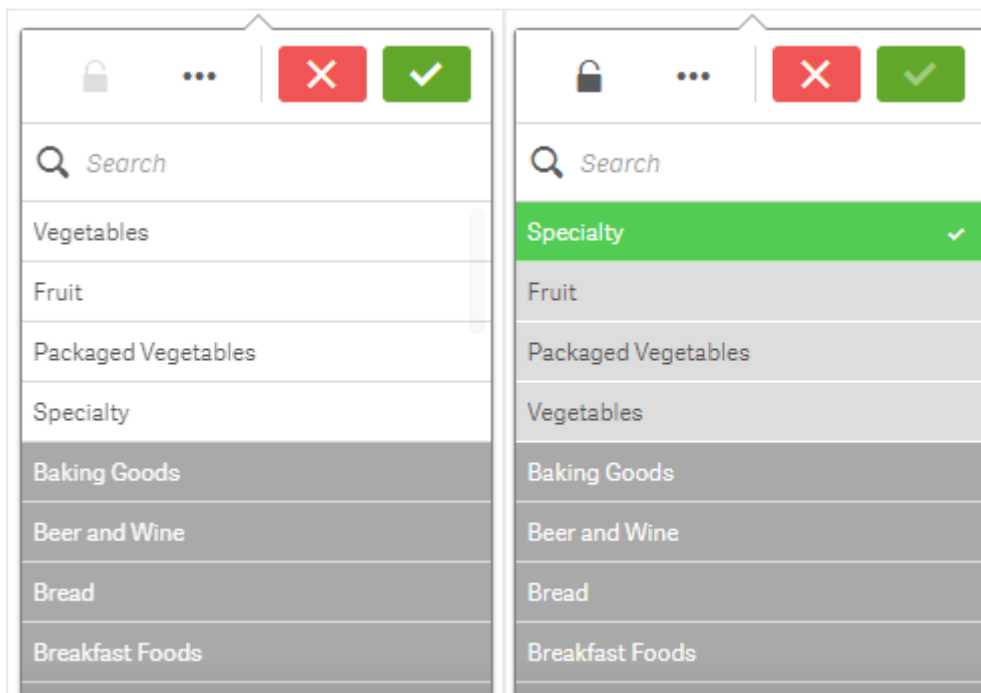 Search
Vegetables
Fruit
Packaged Vegetables
Specialty
Baking Goods
Beer and Wine
Bread
Breakfast Foods
Search
Specialty
Fruit
Packaged Vegetables
Vegetables
Baking Goods
Beer and Wine
Bread
Breakfast Foods